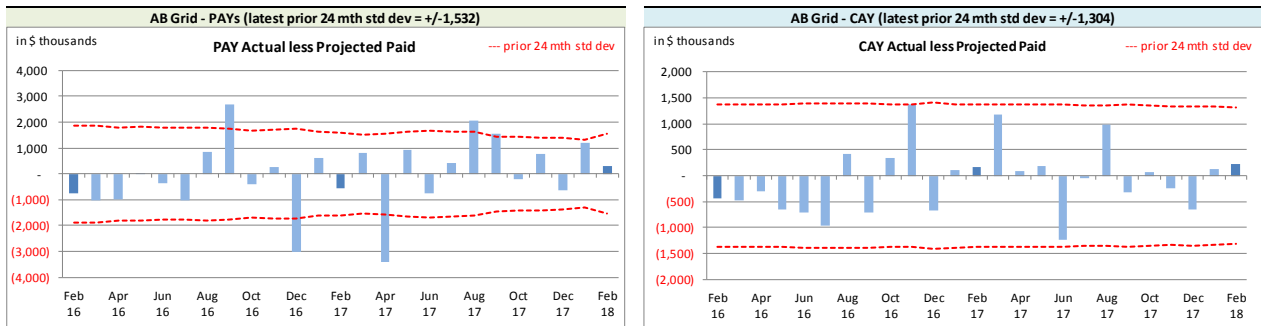 AB Grid - PAYs (latest prior 24 mth std dev = +/-1,532)
in $ thousands
PAY Actual less Projected Paid
--- prior 24 mth std dev
4,000
3,000
2,000
1,000
-
(1,000)
(2,000)
(3,000)
(4,000)
Feb Apr Jun Aug Oct Dec Feb Apr Jun Aug Oct Dec Feb
16 16 16 16 16 16 17 17 17 17 17 17 18
AB Grid - CAY (latest prior 24 mth std dev = +/-1,304)
in $ thousands
CAY Actual less Projected Paid
--- prior 24 mth std dev
2,000
1,500
1,000
500
-
(500)
(1,000)
(1,500)
(2,000)
Feb Apr Jun Aug Oct Dec Feb Apr Jun Aug Oct Dec Feb
16 16 16 16 16 16 17 17 17 17 17 17 18